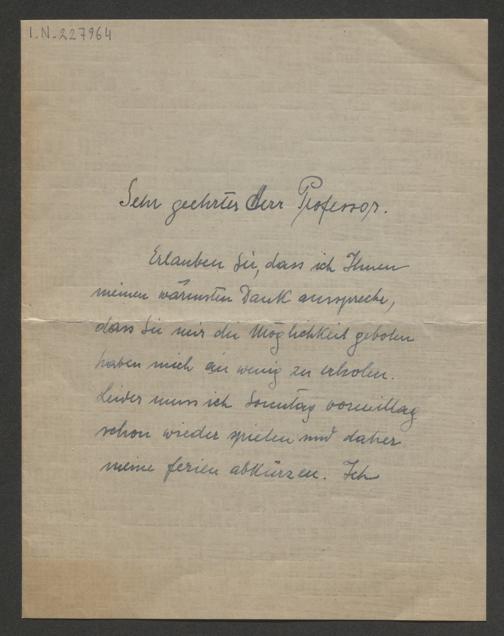 I.N. 227964
Sehr geehrter Herr Professor.
Erlauben Sie, dass ich Ihnen
meinen wärmsten Dank ausspreche,
dass Sie mir die Möglichkeit geboten
haben mich ein wenig zu erholen.
Leider muss ich Sonntag vormittag
schon wieder spielen und daher
meine ferien abkürzen. Ich